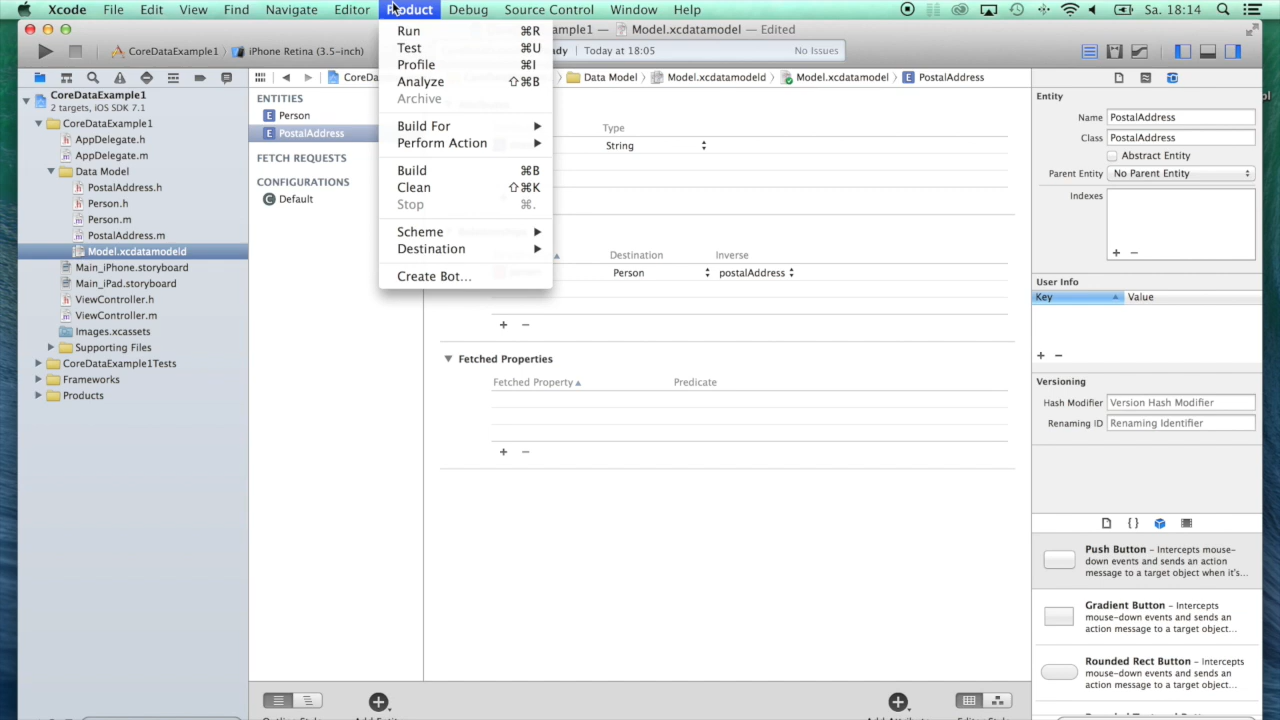 Xcode File Edit View Find Navigate Editor Product Debug Source Control Window Help Sa. 18:14
Model.xcdatamodel — Edited
CoreDataExample1 iPhone Retina (3.5-inch)
Today at 18:05 No Issues
Data Model Model.xcdatamodeld Model.xcdatamodel E PostalAddress
CoreDataExample1
2 targets, iOS SDK 7.1
CoreDataExample1
AppDelegate.h
AppDelegate.m
Data Model
PostalAddress.h
Person.h
Person.m
PostalAddress.m
Model.xcdatamodeld
Main_iPhone.storyboard
Main_iPad.storyboard
ViewController.h
ViewController.m
Images.xcassets
Supporting Files
CoreDataExample1Tests
Frameworks
Products
ENTITIES
E Person
E PostalAddress
FETCH REQUESTS
CONFIGURATIONS
C Default
Run ⌘R
Test ⌘U
Profile ⌘I
Analyze ⇧⌘B
Archive
Build For
Perform Action
Build ⌘B
Clean ⇧⌘K
Stop ⌘.
Scheme
Destination
Create Bot...
Type
String
Destination Inverse
Person postalAddress
+ −
Fetched Properties
Fetched Property Predicate
+ −
Entity
Name PostalAddress
Class PostalAddress
Abstract Entity
Parent Entity No Parent Entity
Indexes
+ −
User Info
Key Value
+ −
Versioning
Hash Modifier Version Hash Modifier
Renaming ID Renaming Identifier
{ }
Push Button – Intercepts mouse-
down events and sends an action
message to a target object when it's...
Gradient Button – Intercepts
mouse-down events and sends an
action message to a target object...
Rounded Rect Button – Intercepts
mouse-down events and sends an
action message to a target object...